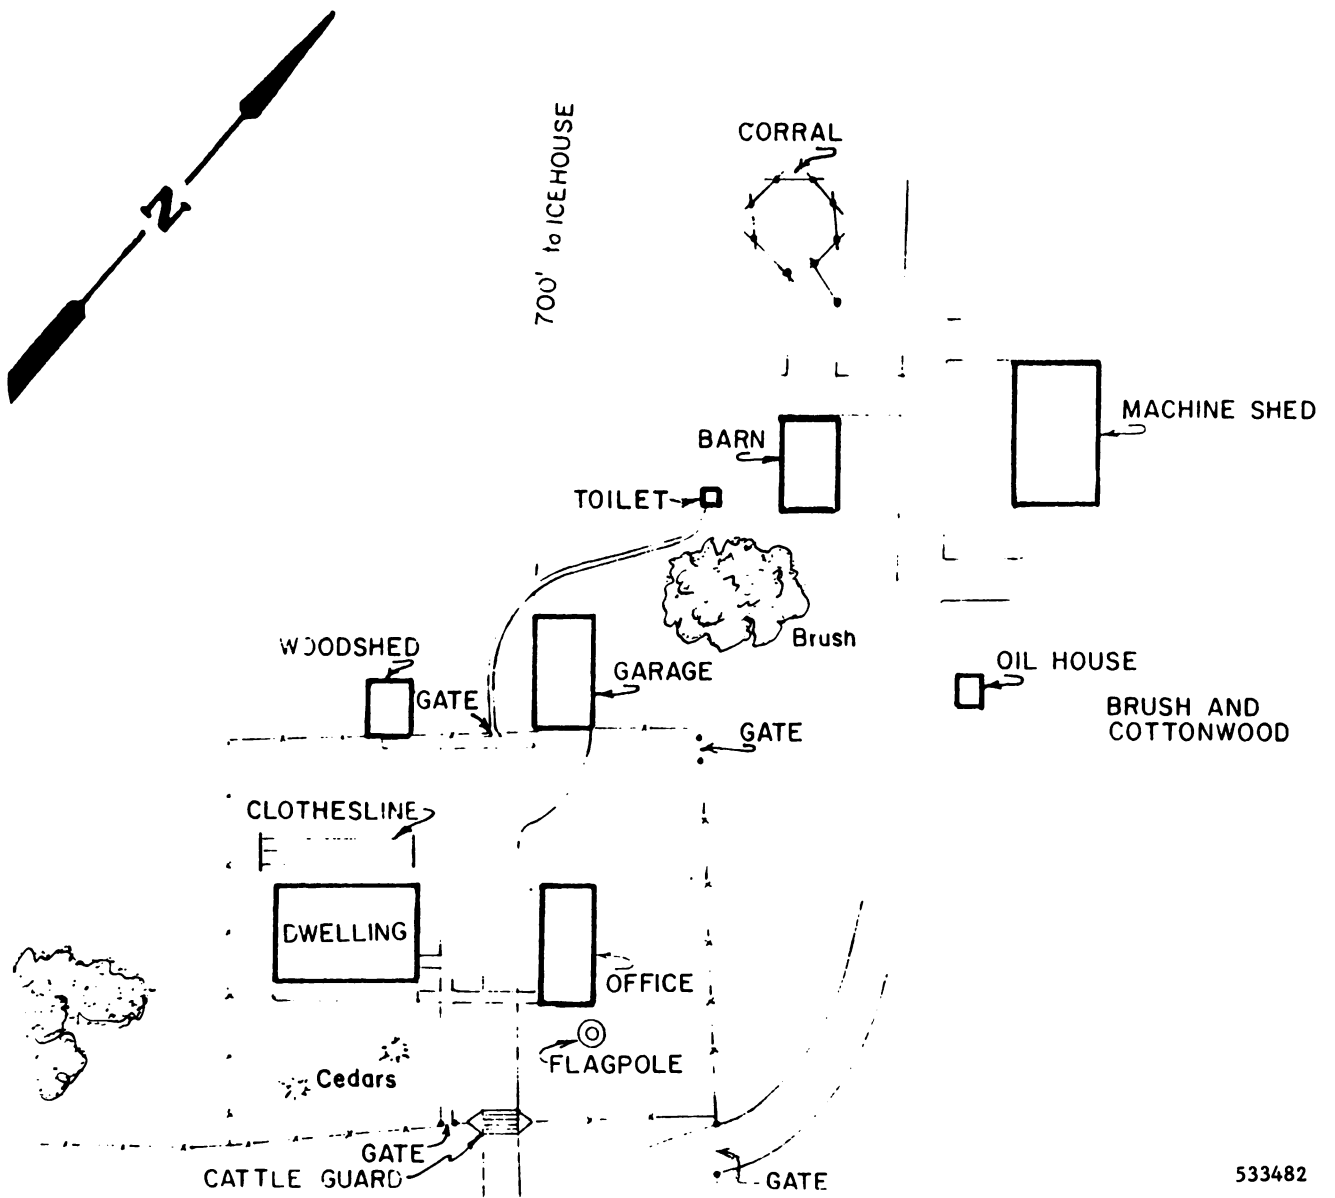 CORRAL
700' to ICEHOUSE
N
MACHINE SHED
BARN
TOILET
Brush
WOODSHED
GARAGE
OIL HOUSE
GATE
BRUSH AND
COTTONWOOD
GATE
CLOTHESLINE
DWELLING
OFFICE
FLAGPOLE
Cedars
GATE
CATTLE GUARD
GATE
533482